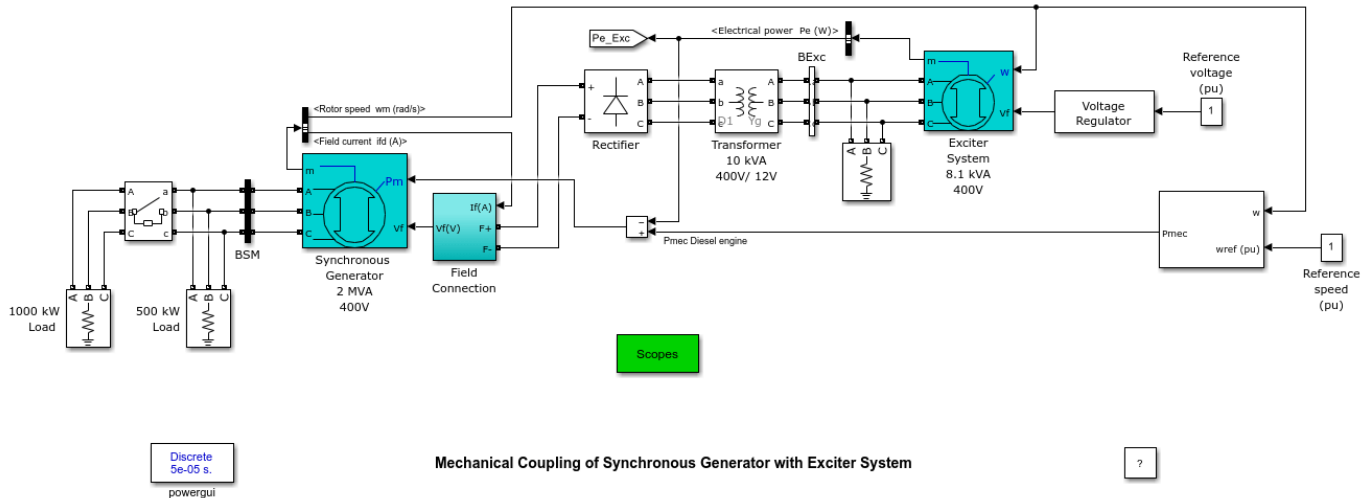 <Electrical power Pe (W)>
Pe_Exc
BExc
m
w
A
B
C
Vf
Exciter
System
8.1 kVA
400V
Reference
voltage
(pu)
1
Voltage
Regulator
+
-
A
B
C
Rectifier
a
b
c
A
B
C
D1 Yg
Transformer
10 kVA
400V/ 12V
A B C
<Rotor speed wm (rad/s)>
<Field current ifd (A)>
m
Pm
A
B
C
Vf
Synchronous
Generator
2 MVA
400V
A
B
C
a
b
c
BSM
If(A)
Vf(V)
F+
F-
Field
Connection
−
+
Pmec Diesel engine
w
Pmec
wref (pu)
1
Reference
speed
(pu)
A B C
1000 kW
Load
A B C
500 kW
Load
Scopes
Discrete
5e-05 s.
powergui
Mechanical Coupling of Synchronous Generator with Exciter System
?